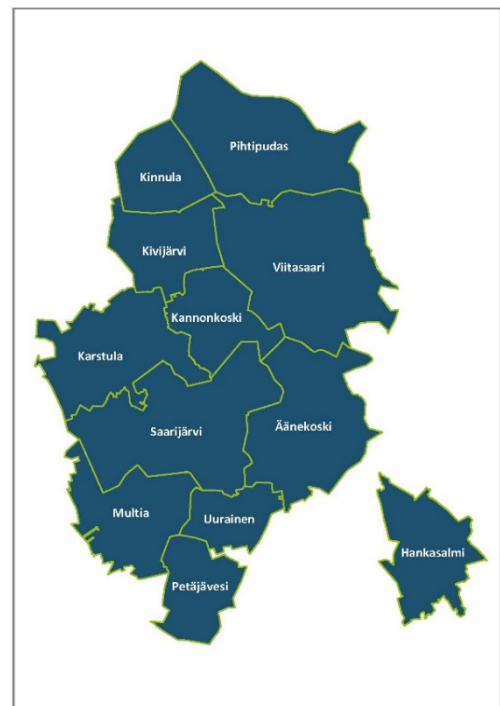 Pihtipudas
Kinnula
Kivijärvi
Viitasaari
Kannonkoski
Karstula
Saarijärvi
Äänekoski
Multia
Uurainen
Hankasalmi
Petäjävesi